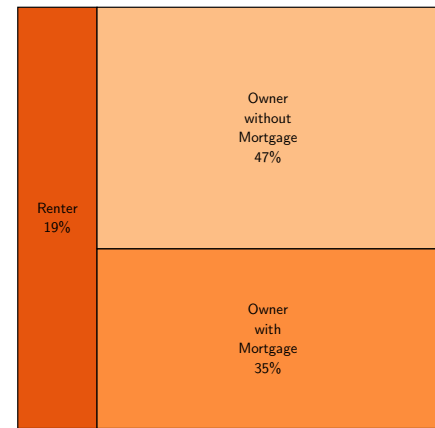 Renter
19%
Owner
without
Mortgage
47%
Owner
with
Mortgage
35%